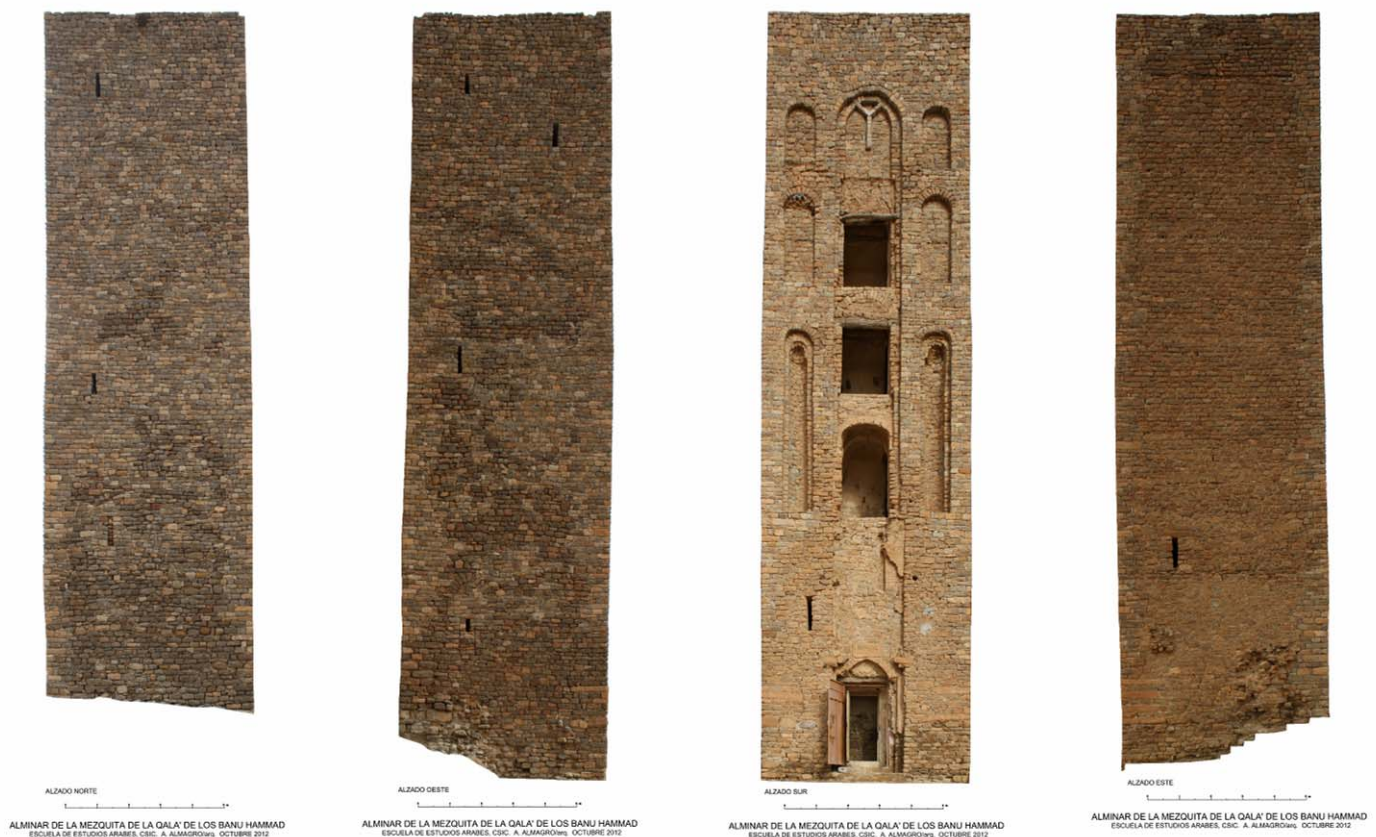 ALZADO NORTE
ALMINAR DE LA MEZQUITA DE LA QALA' DE LOS BANU HAMMAD
ESCUELA DE ESTUDIOS ARABES, CSIC. A. ALMAGRO/arq. OCTUBRE 2012
ALZADO OESTE
ALMINAR DE LA MEZQUITA DE LA QALA' DE LOS BANU HAMMAD
ESCUELA DE ESTUDIOS ARABES, CSIC. A. ALMAGRO/arq. OCTUBRE 2012
ALZADO SUR
ALMINAR DE LA MEZQUITA DE LA QALA' DE LOS BANU HAMMAD
ESCUELA DE ESTUDIOS ARABES, CSIC. A. ALMAGRO/arq. OCTUBRE 2012
ALZADO ESTE
ALMINAR DE LA MEZQUITA DE LA QALA' DE LOS BANU HAMMAD
ESCUELA DE ESTUDIOS ARABES, CSIC. A. ALMAGRO/arq. OCTUBRE 2012